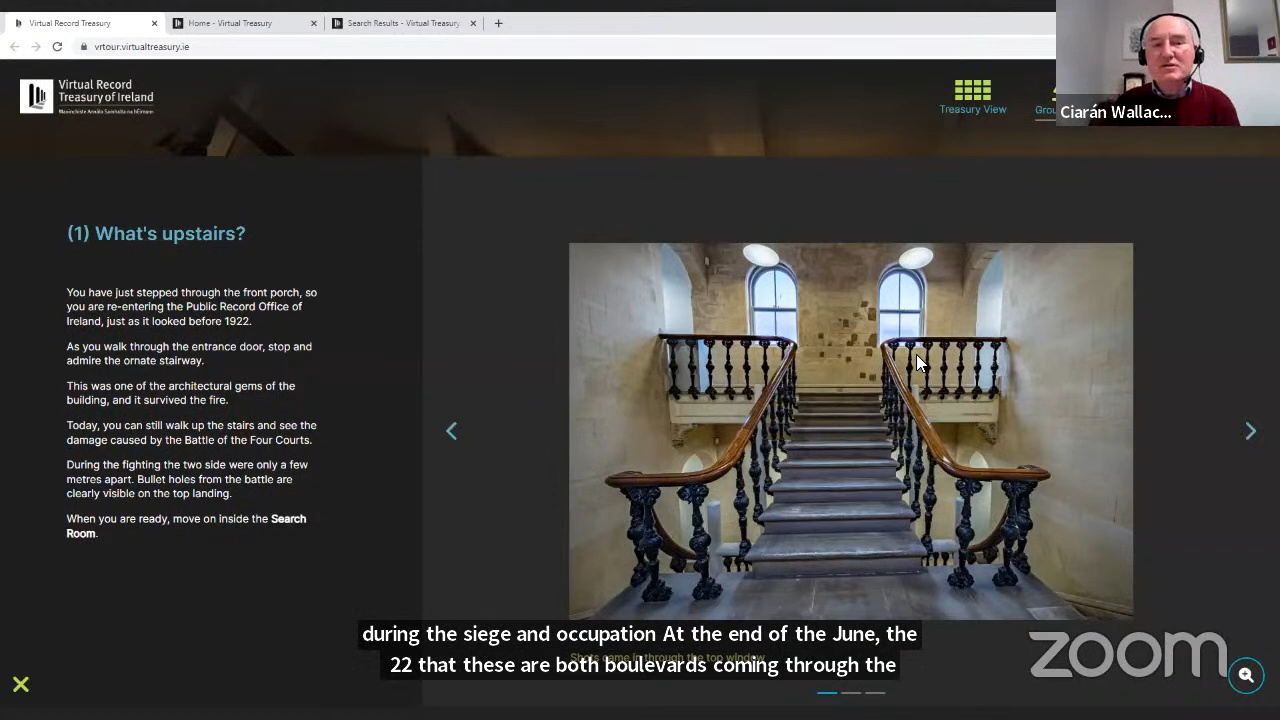 Virtual Record Treasury
Home - Virtual Treasury
Search Results - Virtual Treasury
vrtour.virtualtreasury.ie
Virtual Record
Treasury of Ireland
Treasury View
Grou
Ciarán Wallac...
(1) What's upstairs?
You have just stepped through the front porch, so
you are re-entering the Public Record Office of
Ireland, just as it looked before 1922.
As you walk through the entrance door, stop and
admire the ornate stairway.
This was one of the architectural gems of the
building, and it survived the fire.
Today, you can still walk up the stairs and see the
damage caused by the Battle of the Four Courts.
During the fighting the two side were only a few
metres apart. Bullet holes from the battle are
clearly visible on the top landing.
When you are ready, move on inside the Search
Room.
Shots came in through the top window
during the siege and occupation At the end of the June, the
22 that these are both boulevards coming through the
zoom